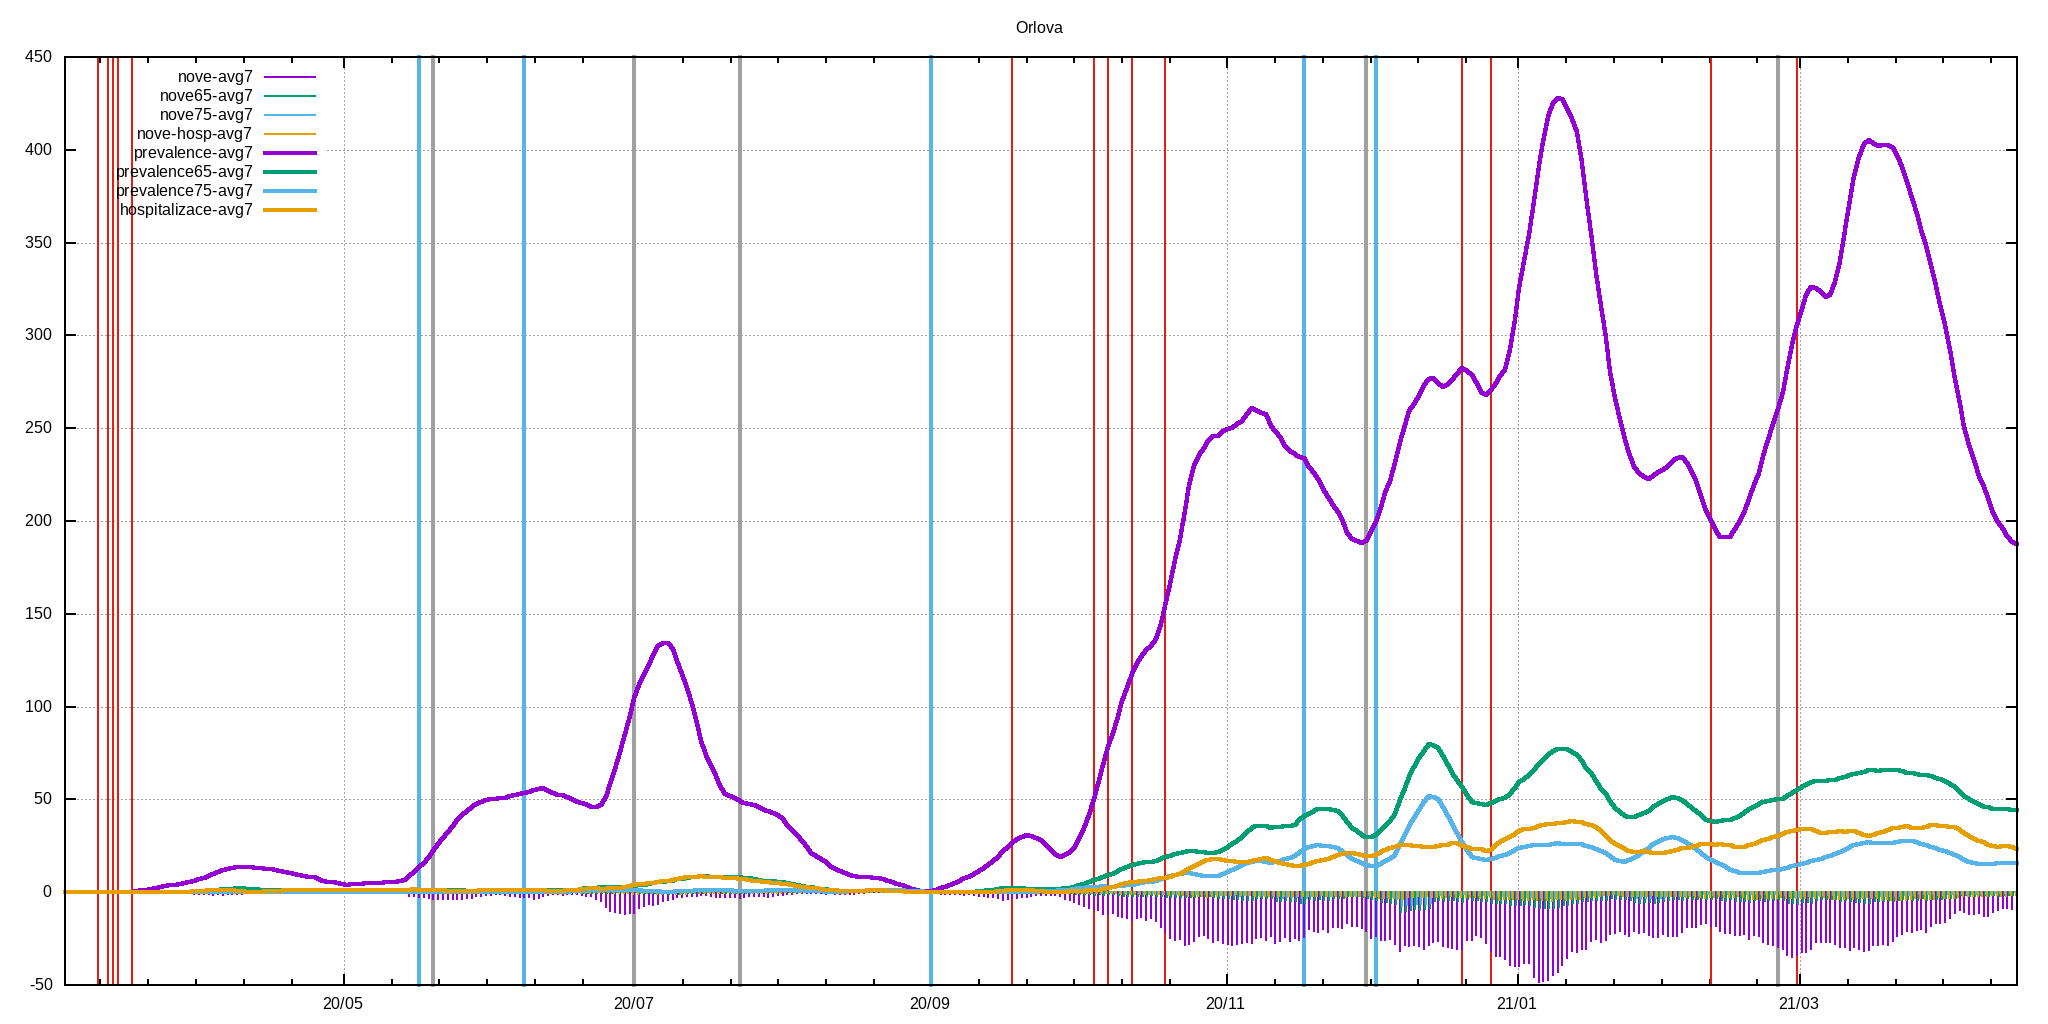 Orlova
450
400
350
300
250
200
150
100
50
0
-50
nove-avg7
nove65-avg7
nove75-avg7
nove-hosp-avg7
prevalence-avg7
prevalence65-avg7
prevalence75-avg7
hospitalizace-avg7
20/05 20/07 20/09 20/11 21/01 21/03